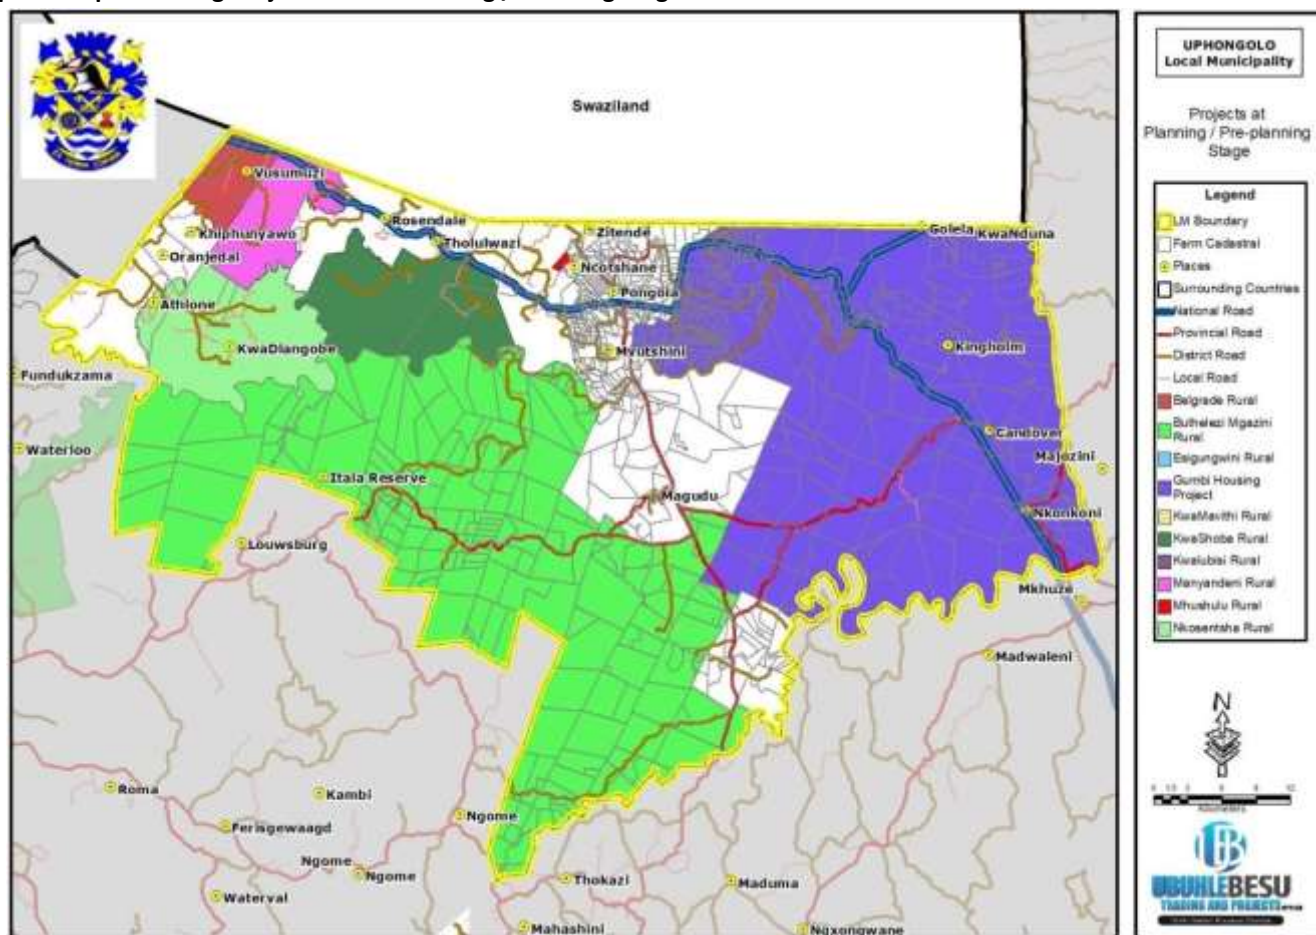 Swaziland
Vusumuzi
Rosendale
Zitende
Golela
KwaNduna
Khiphunyawo
Tholulwazi
Oranjedal
Ncotshane
Pongola
Athlone
KwaDlangobe
Mvutshini
Kingholm
Fundukzama
Waterloo
Candover
Majozini
Itala Reserve
Magudu
Nkonkoni
Louwsburg
Mkhuze
Madwaleni
Roma
Kambi
Ngome
Ferisgewaagd
Ngome
Ngome
Waterval
Thokazi
Maduma
Mahashini
Ngxongwane
UPHONGOLO
Local Municipality
Projects at
Planning / Pre-planning
Stage
Legend
LM Boundary
Farm Cadastral
Places
Surrounding Countries
National Road
Provincial Road
District Road
Local Road
Belgrade Rural
Buthelezi Mgazini
Rural
Esigungwini Rural
Gumbi Housing
Project
KwaMavithi Rural
KwaShoba Rural
Kwalubisi Rural
Manyandeni Rural
Mhushulu Rural
Nkosentsha Rural
N
Kilometers
UBUHLEBESU
TRADING AND PROJECTS